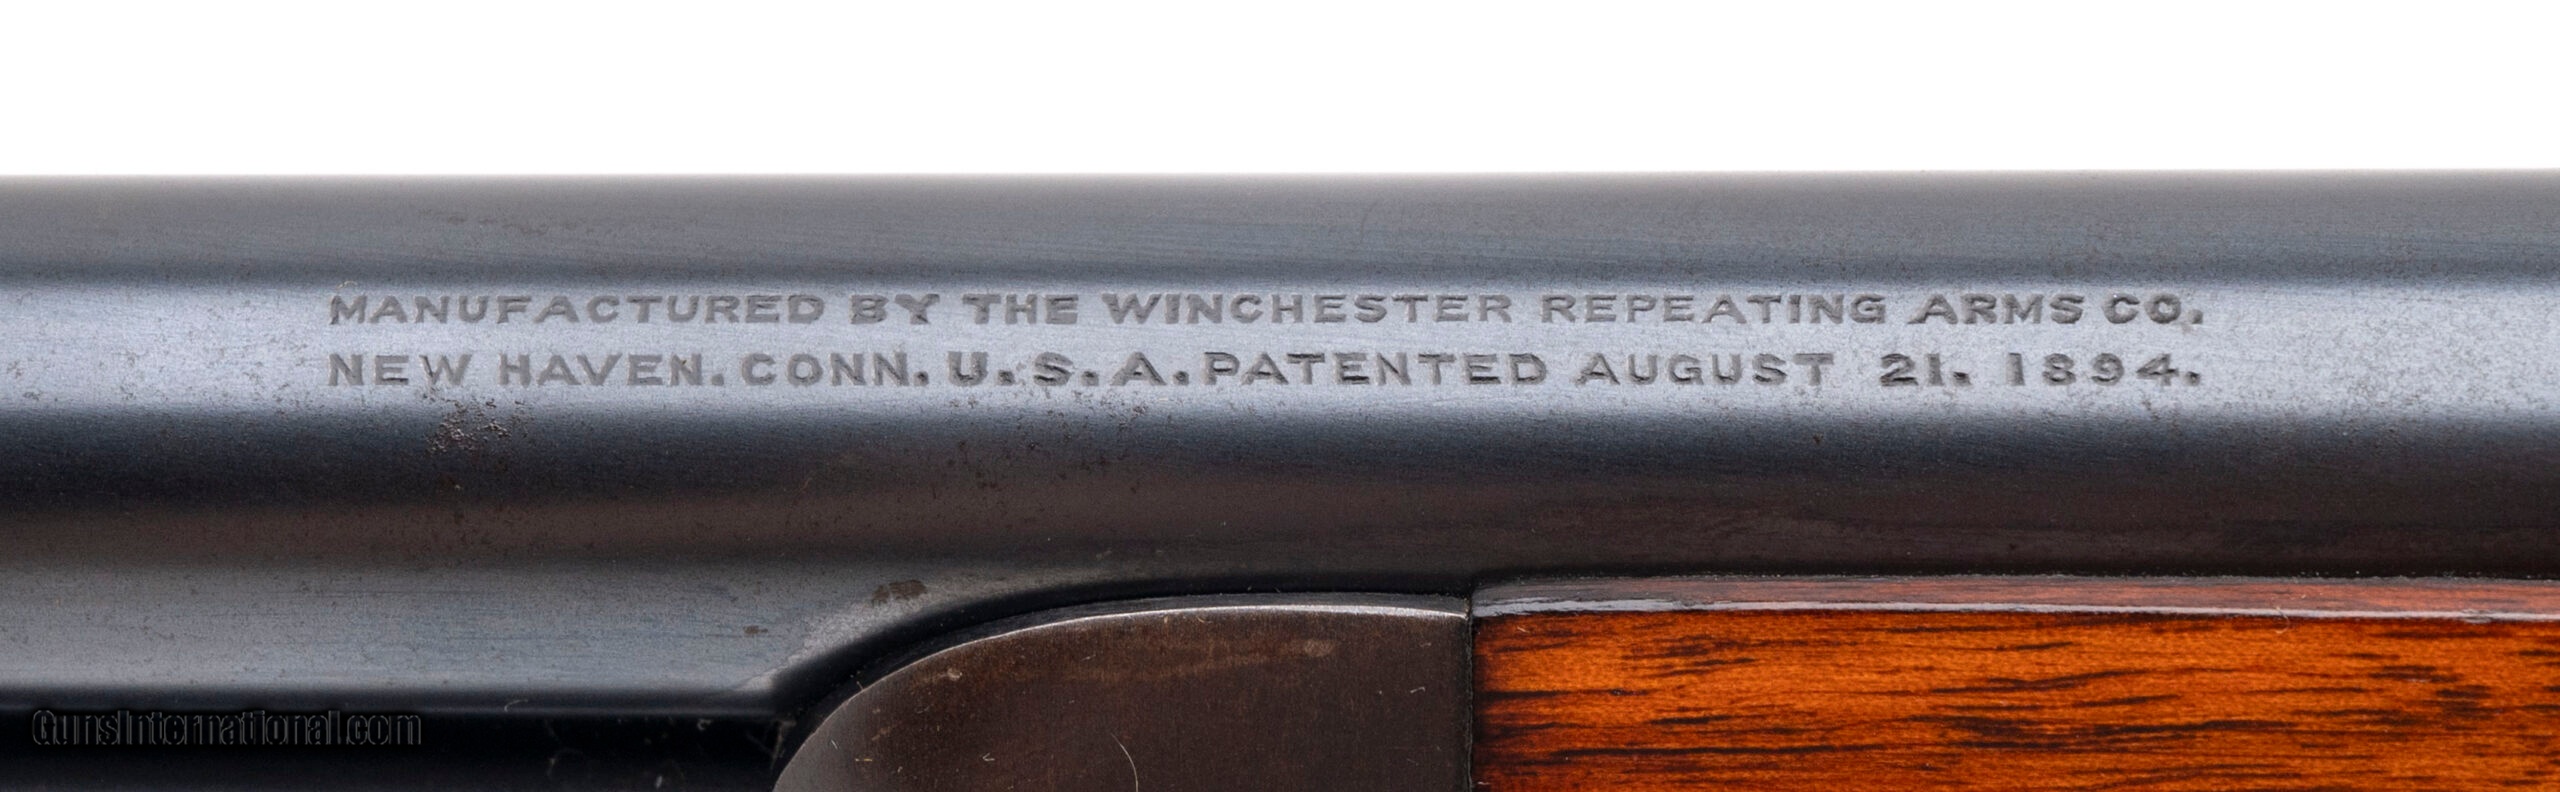 MANUFACTURED BY THE WINCHESTER REPEATING ARMS CO.
NEW HAVEN. CONN. U.S.A. PATENTED AUGUST 21. 1894.
GunsInternational.com